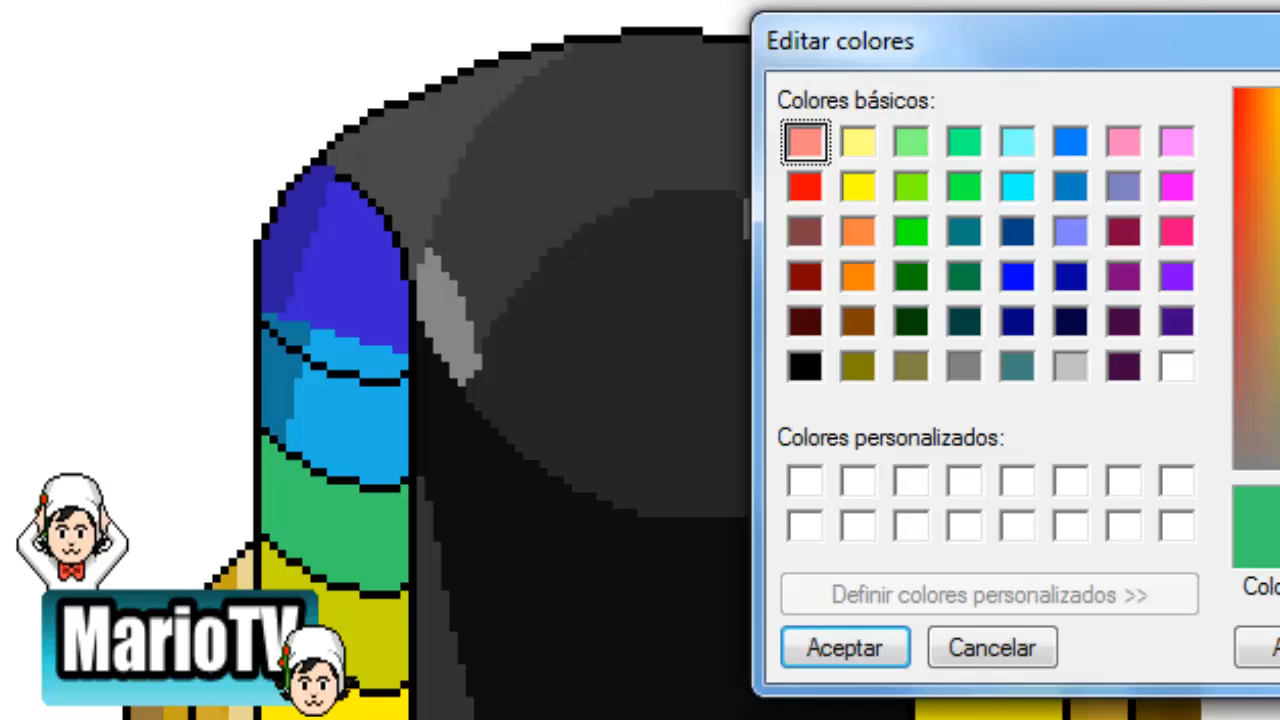 Editar colores
Colores básicos:
Colores personalizados:
Definir colores personalizados >>
Aceptar
Cancelar
MarioTV